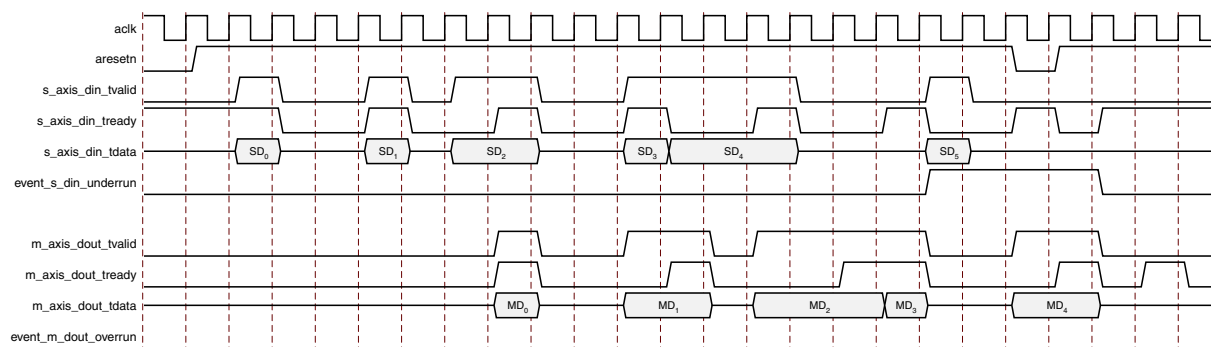 aclk
aresetn
s_axis_din_tvalid
s_axis_din_tready
s_axis_din_tdata SD₀ SD₁ SD₂ SD₃ SD₄ SD₅
event_s_din_underrun
m_axis_dout_tvalid
m_axis_dout_tready
m_axis_dout_tdata MD₀ MD₁ MD₂ MD₃ MD₄
event_m_dout_overrun